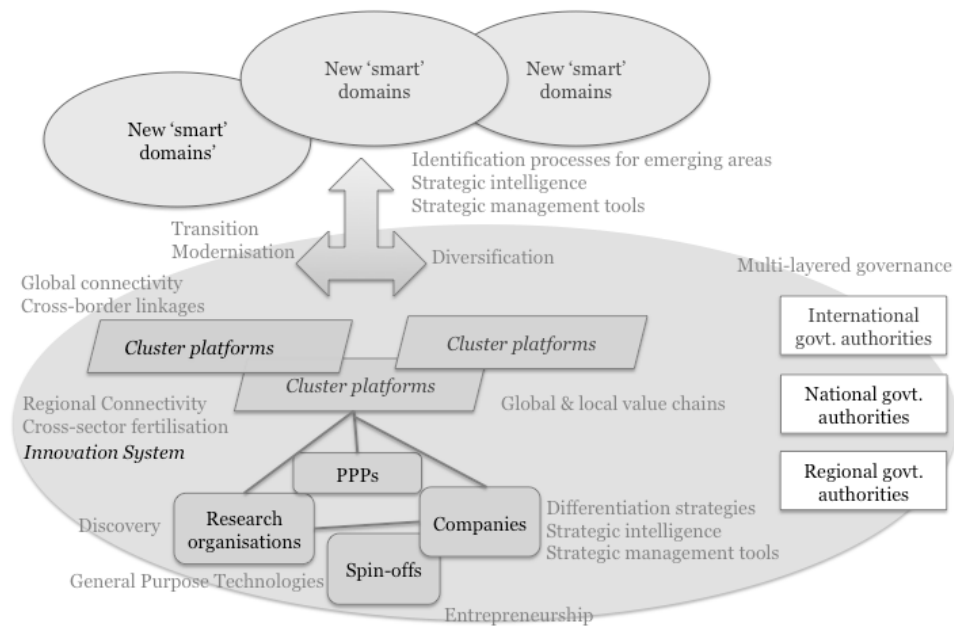 New ‘smart’
domains
New ‘smart’
domains
New ‘smart’
domains’
Identification processes for emerging areas
Strategic intelligence
Strategic management tools
Transition
Modernisation
Diversification
Multi-layered governance
Global connectivity
Cross-border linkages
International
govt. authorities
Cluster platforms
Cluster platforms
Cluster platforms
National govt.
authorities
Regional Connectivity
Cross-sector fertilisation
Innovation System
Global & local value chains
Regional govt.
authorities
PPPs
Research
organisations
Companies
Discovery
Differentiation strategies
Strategic intelligence
Strategic management tools
General Purpose Technologies
Spin-offs
Entrepreneurship